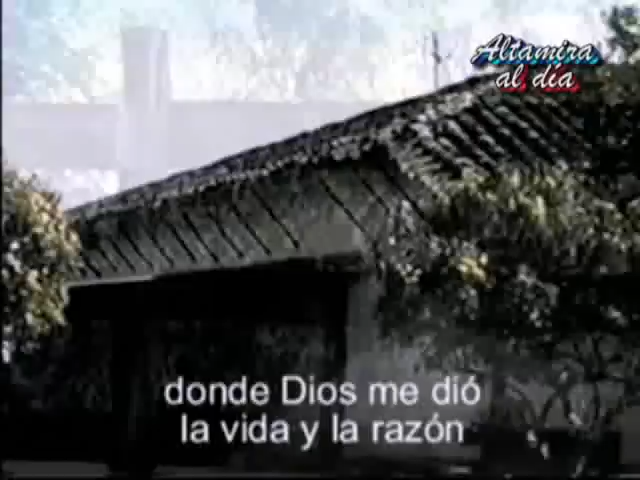 Altamira
al día
donde Dios me dió
la vida y la razón